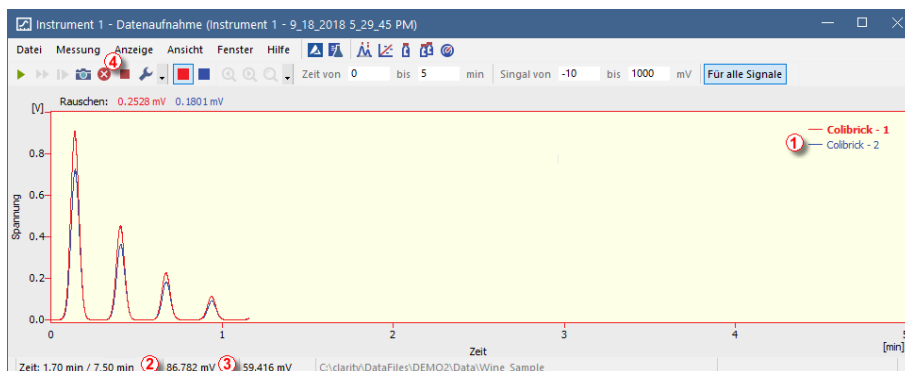 Instrument 1 - Datenaufnahme (Instrument 1 - 9_18_2018 5_29_45 PM)
Datei Messung Anzeige Ansicht Fenster Hilfe
4
Zeit von 0 bis 5 min Singal von -10 bis 1000 mV Für alle Signale
[V] Rauschen: 0.2528 mV 0.1801 mV
Colibrick - 1
1 Colibrick - 2
0.8
0.6
0.4
0.2
0.0
Spannung
0 1 2 3 4 5
Zeit [min]
Zeit: 1.70 min / 7.50 min 2 86.782 mV 3 59.416 mV C:\clarity\DataFiles\DEMO2\Data\Wine_Sample